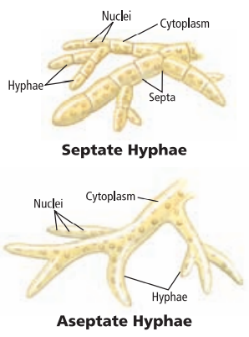 Nuclei
Cytoplasm
Hyphae
Septa
Septate Hyphae
Nuclei
Cytoplasm
Hyphae
Aseptate Hyphae